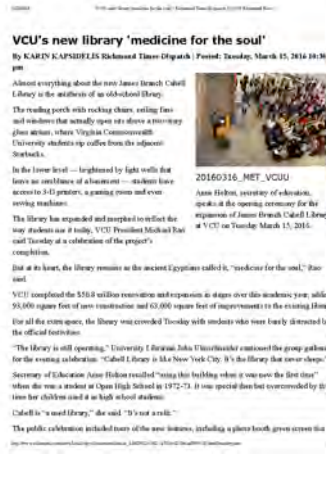 VCU's new library 'medicine for the soul'
By KARIN KAPSIDELIS Richmond Times-Dispatch | Posted: Tuesday, March 15, 2016 10:30
pm
Almost everything about the new James Branch Cabell
Library is the antithesis of an old-school library.
The reading porch with rocking chairs, ceiling fans
and windows that actually open sits above a two-story
glass atrium, where Virginia Commonwealth
University students sip coffee from the adjacent
Starbucks.
In the lower level — brightened by light wells that
leave no semblance of a basement — students have
access to 3-D printers, a gaming room and even
sewing machines.
The library has expanded and morphed to reflect the
way students use it today, VCU President Michael Rao
said Tuesday at a celebration of the project's
completion.
20160316_MET_VCUU
Anne Holton, secretary of education,
speaks at the opening ceremony for the
expansion of James Branch Cabell Library
at VCU on Tuesday March 15, 2016.
But at its heart, the library remains as the ancient Egyptians called it, "medicine for the soul," Rao
said.
VCU completed the $50.8 million renovation and expansion in stages over this academic year, adding
93,000 square feet of new construction and 63,000 square feet of improvements to the existing
For all the extra space, the library was crowded Tuesday with students who were barely distracted b
the official festivities.
"The library is still operating," University Librarian John Ulmschneider cautioned the group gathered
for the evening celebration. "Cabell Library is like New York City. It's the library that never sleeps."
Secretary of Education Anne Holton recalled "using this building when it was new the first time"
when she was a student at Open High School in 1972-73. It was special then but overcrowded by th
time her children used it as high school students.
Cabell is "a used library," she said. "It's not a relic."
The public celebration included tours of the new features, including a photo booth green screen tha